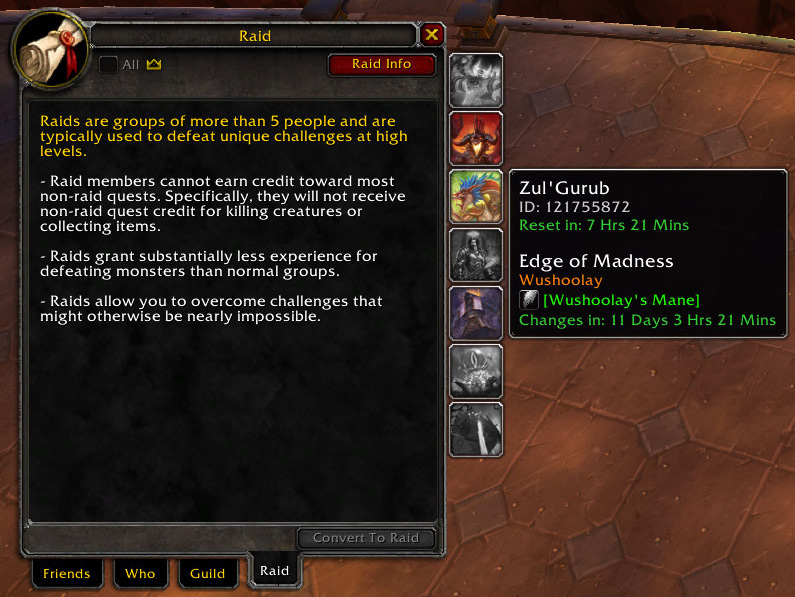 Raid
All
Raid Info
Raids are groups of more than 5 people and are
typically used to defeat unique challenges at high
levels.
- Raid members cannot earn credit toward most
non-raid quests. Specifically, they will not receive
non-raid quest credit for killing creatures or
collecting items.
- Raids grant substantially less experience for
defeating monsters than normal groups.
- Raids allow you to overcome challenges that
might otherwise be nearly impossible.
Convert To Raid
Friends
Who
Guild
Raid
Zul'Gurub
ID: 121755872
Reset in: 7 Hrs 21 Mins
Edge of Madness
Wushoolay
[Wushoolay's Mane]
Changes in: 11 Days 3 Hrs 21 Mins